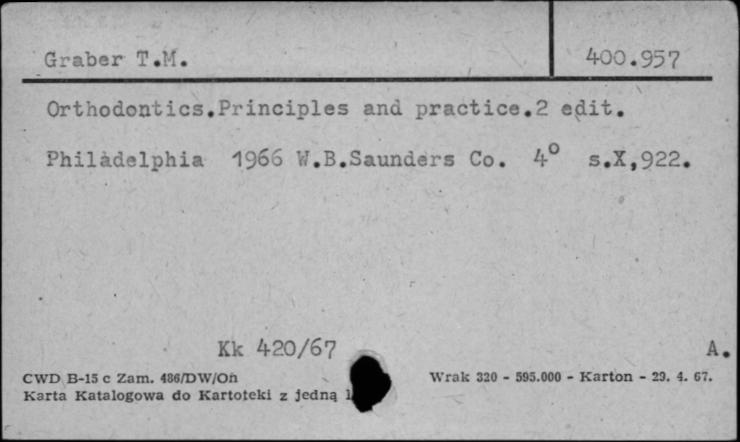 Graber T.M.
400.957
Orthodontics.Principles and practice.2 edit.
Philadelphia 1966 W.B.Saunders Co. 4° s.X,922.
Kk 420/67
A.
CWD B-15 c Zam. 486/DW/Oń
Wrak 320 - 595.000 - Karton - 29. 4. 67.
Karta Katalogowa do Kartoteki z jedną